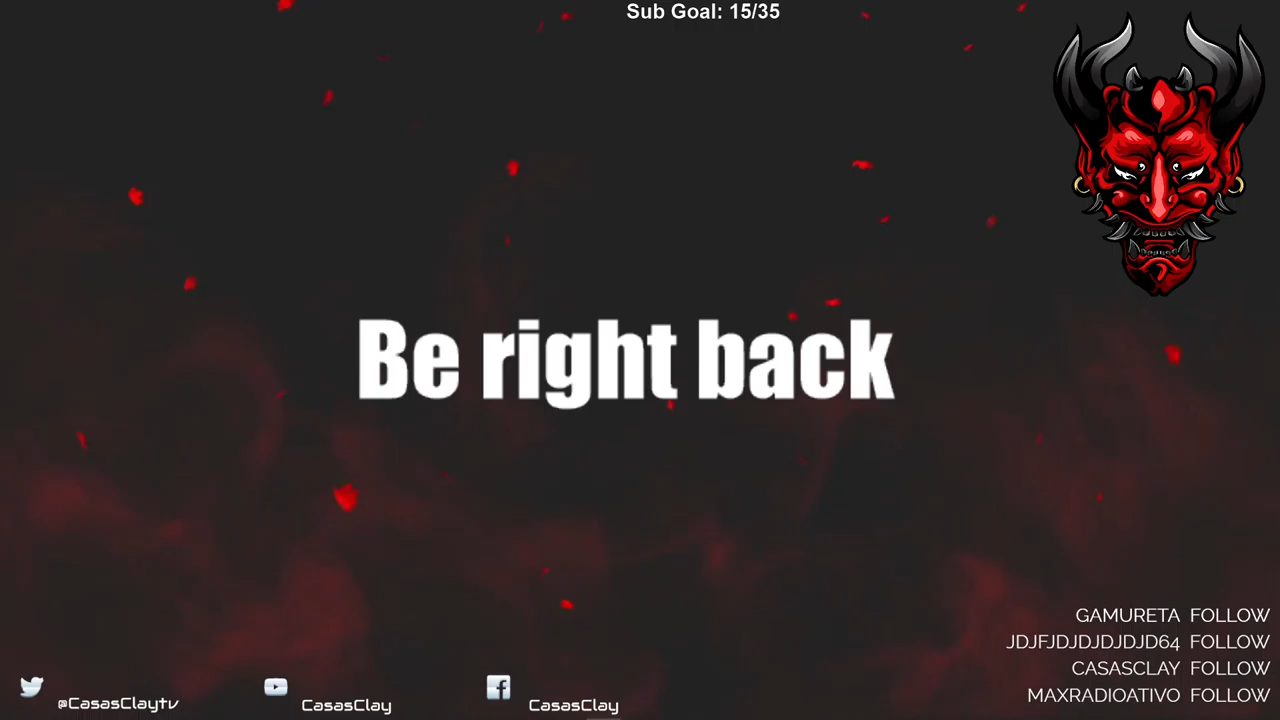 Sub Goal: 15/35
Be right back
GAMURETA FOLLOW
JDJFJDJDJDJDJD64 FOLLOW
CASASCLAY FOLLOW
MAXRADIOATIVO FOLLOW
@CasasClaytv
CasasClay
CasasClay